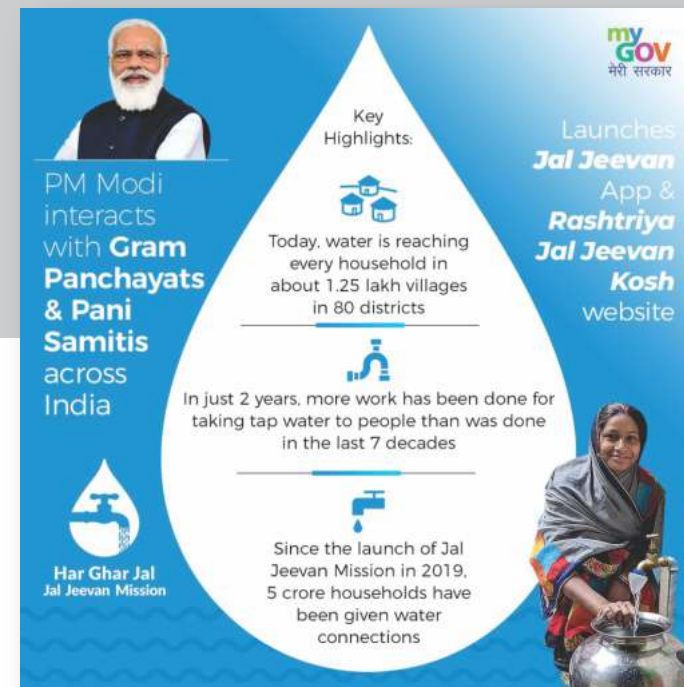 my
GOV
मेरी सरकार
PM Modi
interacts
with Gram
Panchayats
& Pani
Samitis
across
India
Key
Highlights:
Today, water is reaching
every household in
about 1.25 lakh villages
in 80 districts
In just 2 years, more work has been done for
taking tap water to people than was done
in the last 7 decades
Since the launch of Jal
Jeevan Mission in 2019,
5 crore households have
been given water
connections
Launches
Jal Jeevan
App &
Rashtriya
Jal Jeevan
Kosh
website
Har Ghar Jal
Jal Jeevan Mission